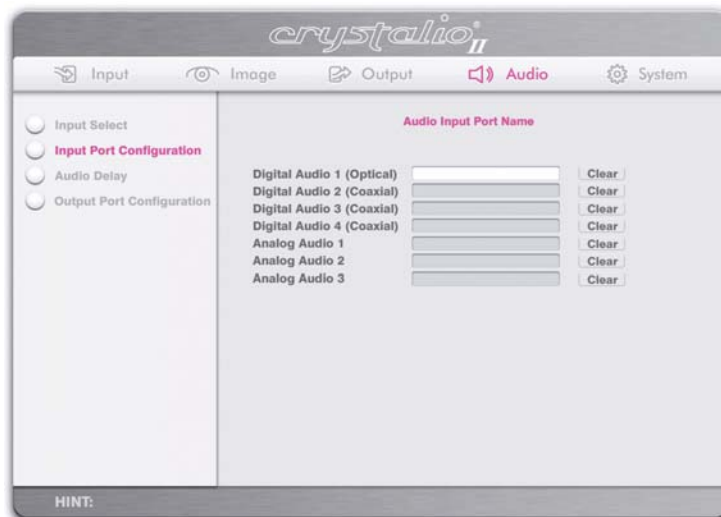 crystalio® II
Input Image Output Audio System
Input Select
Input Port Configuration
Audio Delay
Output Port Configuration
Audio Input Port Name
Digital Audio 1 (Optical) Clear
Digital Audio 2 (Coaxial) Clear
Digital Audio 3 (Coaxial) Clear
Digital Audio 4 (Coaxial) Clear
Analog Audio 1 Clear
Analog Audio 2 Clear
Analog Audio 3 Clear
HINT: